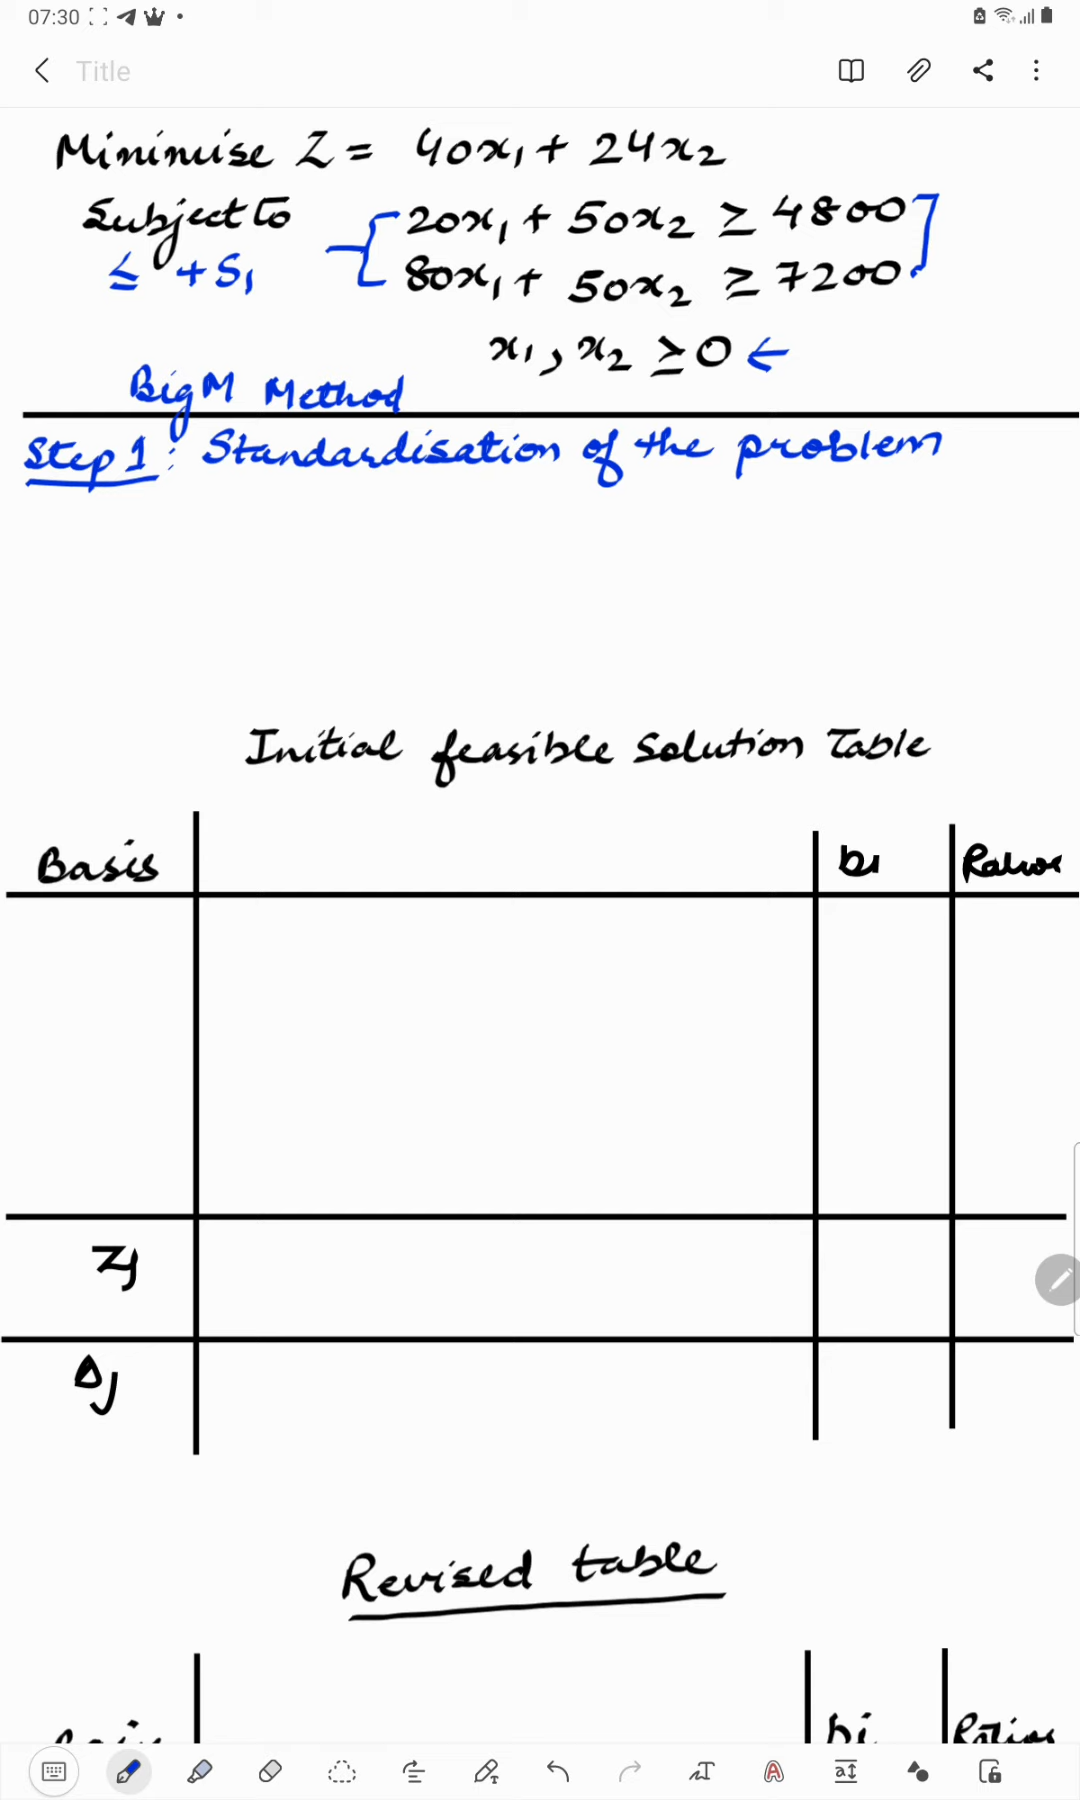 07:30
Title
Minimise Z = 40x₁ + 24x₂
Subject to 20x₁ + 50x₂ ≥ 4800
≤ + S₁ 80x₁ + 50x₂ ≥ 7200
x₁, x₂ ≥ 0 ←
Big M Method
Step 1: Standardisation of the problem
Initial feasible solution Table
Basis bi Ratios
Zj
Δj
Revised table
bi Ratios